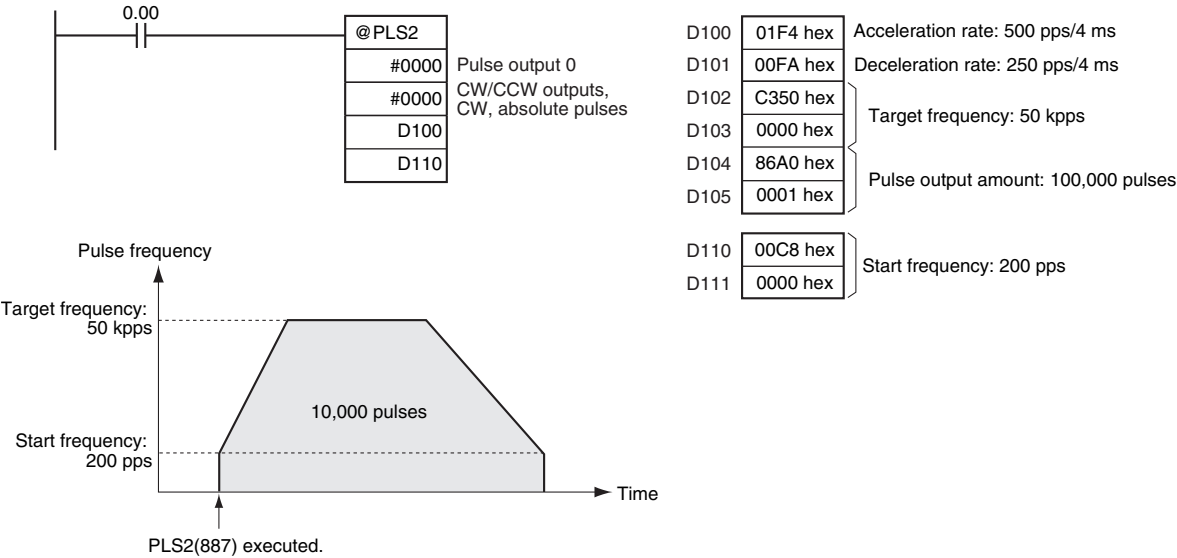 0.00
@PLS2
#0000 Pulse output 0
#0000 CW/CCW outputs,
CW, absolute pulses
D100
D110
D100 01F4 hex Acceleration rate: 500 pps/4 ms
D101 00FA hex Deceleration rate: 250 pps/4 ms
D102 C350 hex
Target frequency: 50 kpps
D103 0000 hex
D104 86A0 hex
Pulse output amount: 100,000 pulses
D105 0001 hex
D110 00C8 hex
Start frequency: 200 pps
D111 0000 hex
Pulse frequency
Target frequency:
50 kpps
10,000 pulses
Start frequency:
200 pps
Time
PLS2(887) executed.